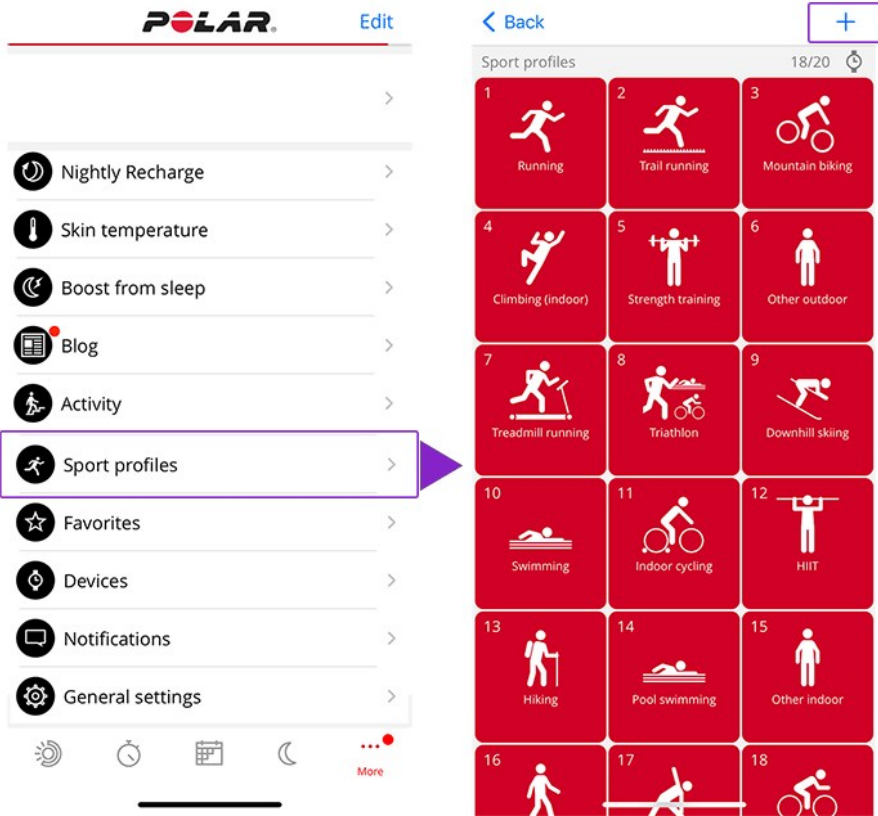 POLAR
Edit
Nightly Recharge
Skin temperature
Boost from sleep
Blog
Activity
Sport profiles
Favorites
Devices
Notifications
General settings
More
Back
Sport profiles 18/20
1
Running
2
Trail running
3
Mountain biking
4
Climbing (indoor)
5
Strength training
6
Other outdoor
7
Treadmill running
8
Triathlon
9
Downhill skiing
10
Swimming
11
Indoor cycling
12
HIIT
13
Hiking
14
Pool swimming
15
Other indoor
16
17
18